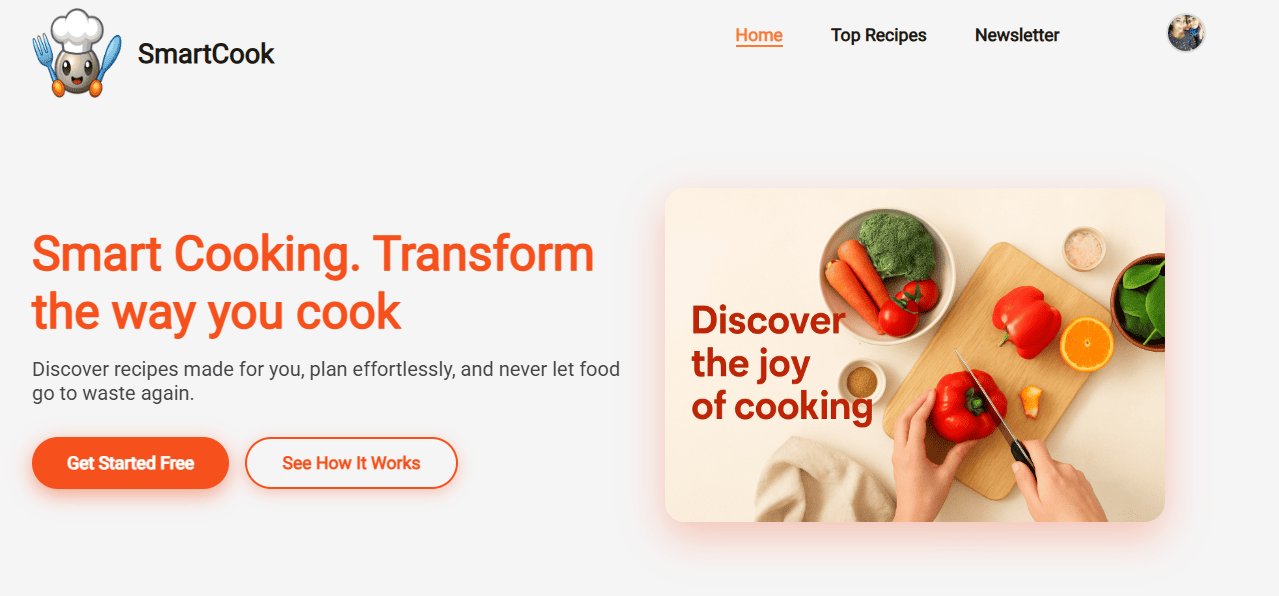 SmartCook
Home
Top Recipes
Newsletter
Smart Cooking. Transform
the way you cook
Discover recipes made for you, plan effortlessly, and never let food
go to waste again.
Get Started Free
See How It Works
Discover
the joy
of cooking